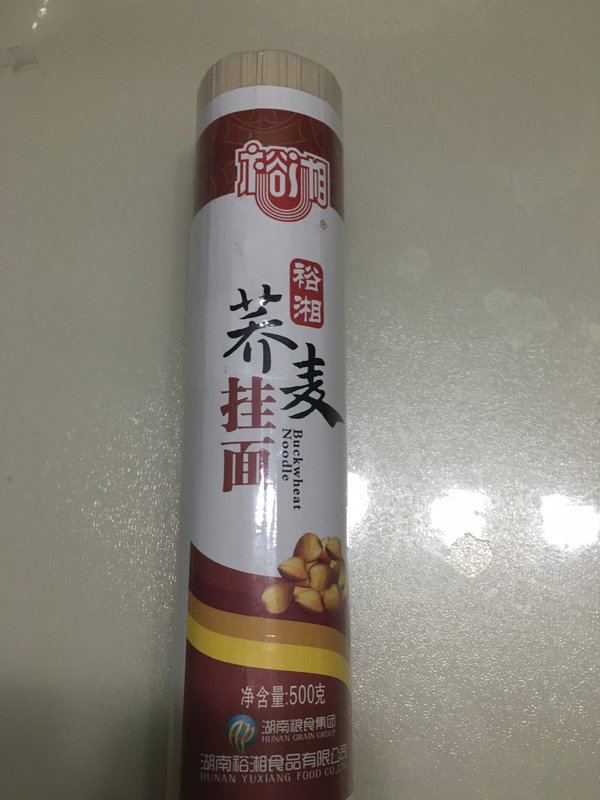 裕湘
®
裕湘
荞麦
挂面
Buckwheat
Noodle
净含量:500克
湖南粮食集团
HUNAN GRAIN GROUP
湖南裕湘食品有限公司
HUNAN YUXIANG FOOD CO.